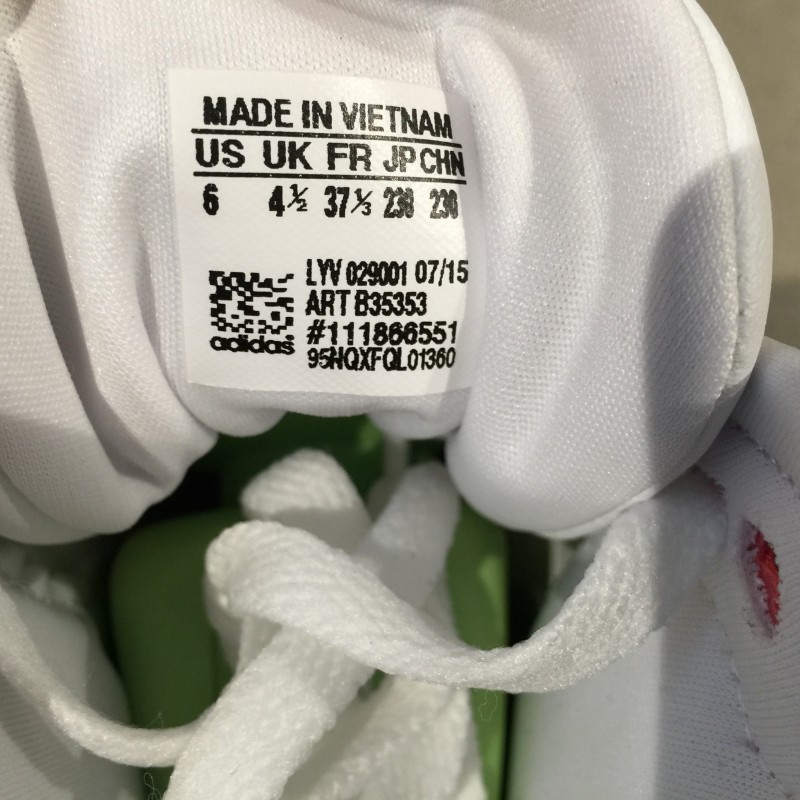 MADE IN VIETNAM
US UK FR JP CHN
6 4½ 37⅓ 230 230
LYV 029001 07/15
ART B35353
#111866551
95HQXFQL01360
adidas